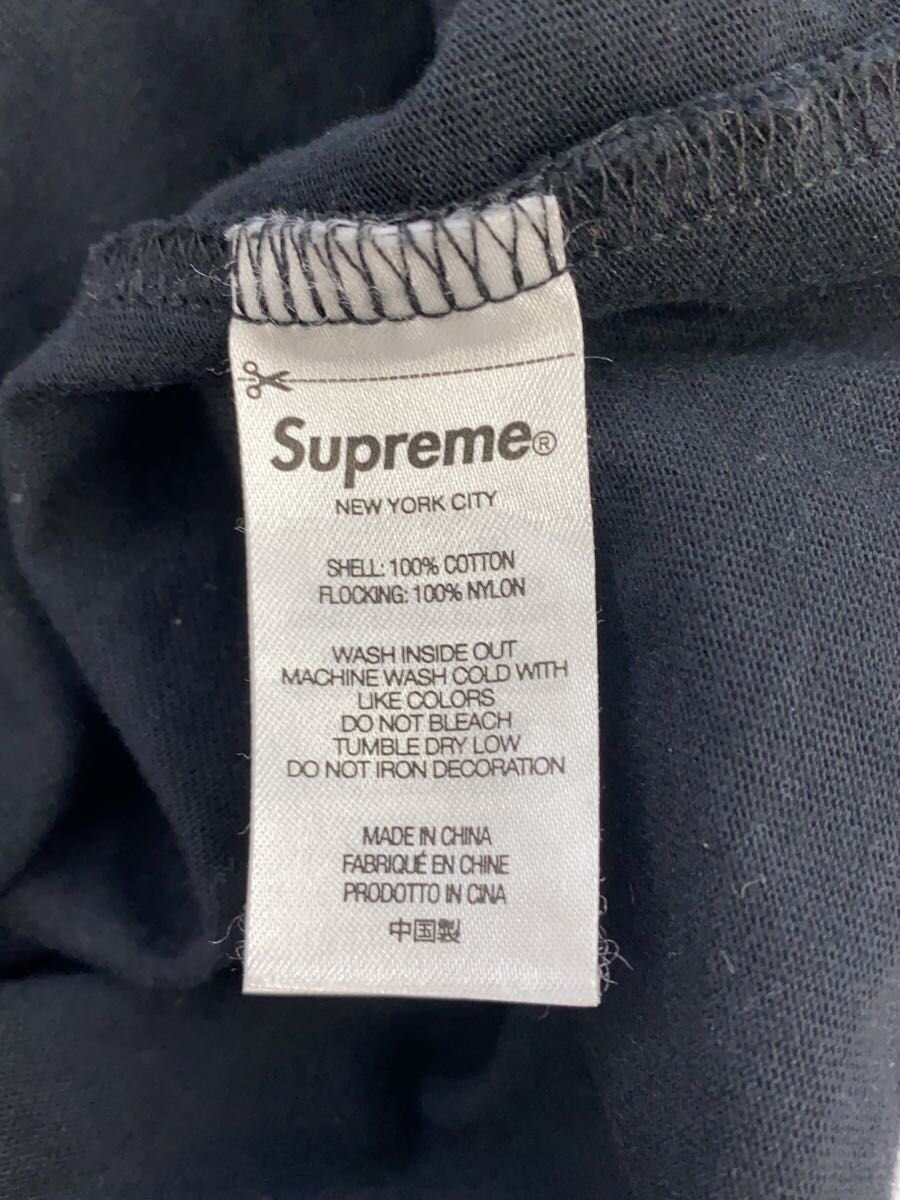 Supreme®
NEW YORK CITY
SHELL: 100% COTTON
FLOCKING: 100% NYLON
WASH INSIDE OUT
MACHINE WASH COLD WITH
LIKE COLORS
DO NOT BLEACH
TUMBLE DRY LOW
DO NOT IRON DECORATION
MADE IN CHINA
FABRIQUÉ EN CHINE
PRODOTTO IN CINA
中国製